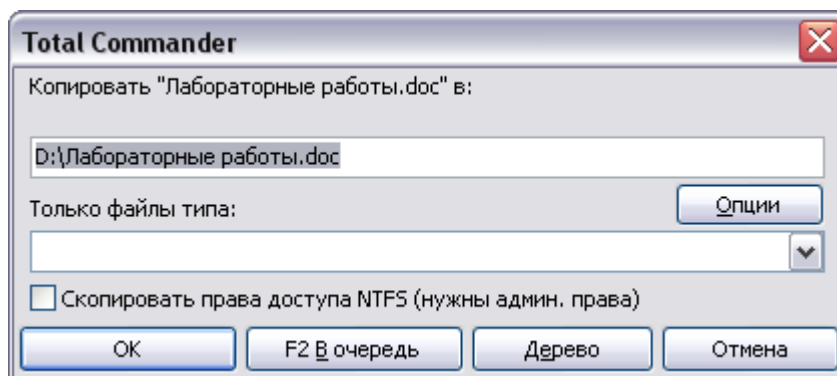 Total Commander
Копировать "Лабораторные работы.doc" в:
D:\Лабораторные работы.doc
Только файлы типа:
Опции
Скопировать права доступа NTFS (нужны админ. права)
OK
F2 В очередь
Дерево
Отмена